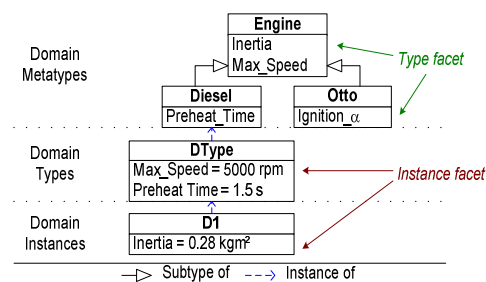 Engine
Inertia
Max_Speed
Domain
Metatypes
Type facet
Diesel
Preheat_Time
Otto
Ignition_α
Domain
Types
DType
Max_Speed = 5000 rpm
Preheat Time = 1.5 s
Instance facet
Domain
Instances
D1
Inertia = 0.28 kgm²
Subtype of
Instance of